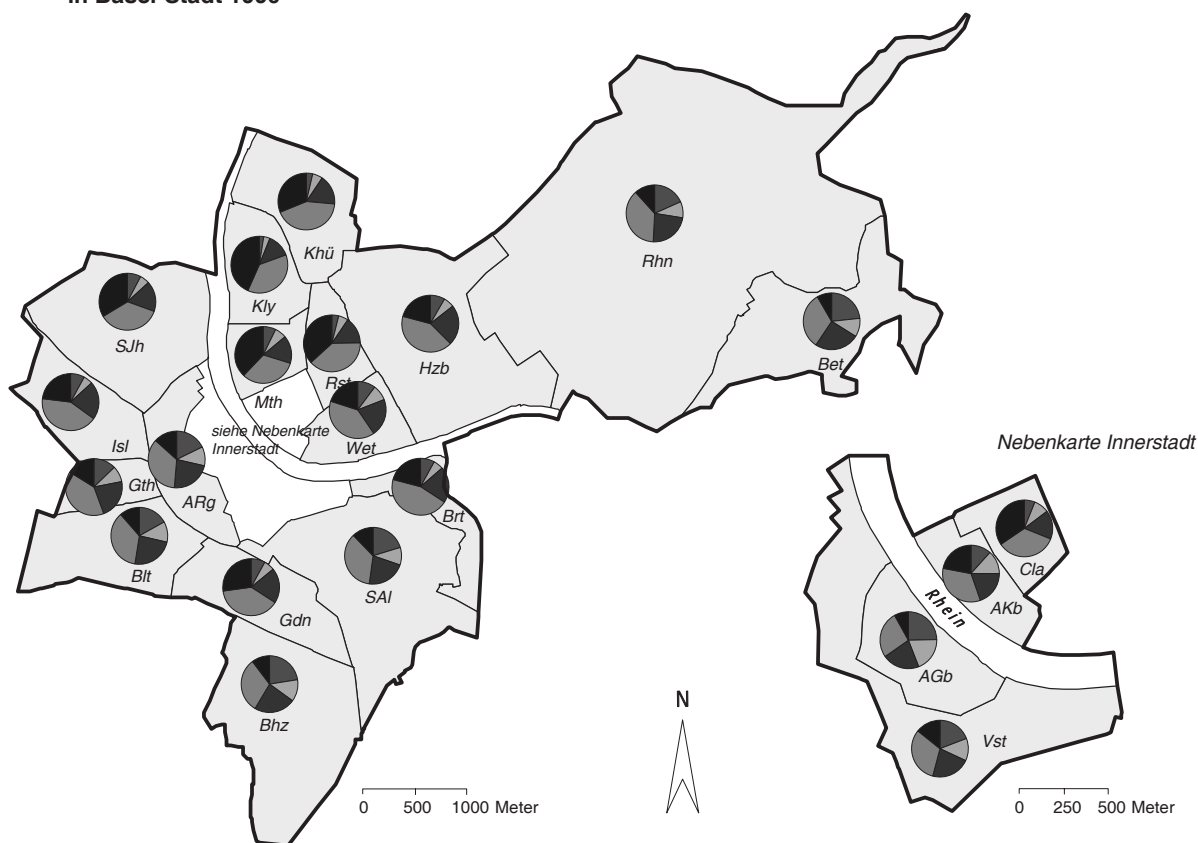 in Basel-Stadt 1990
Khü
Rhn
Kly
SJh
Hzb
Bet
Rst
Mth
siehe Nebenkarte
Innerstadt
Wet
Isl
Nebenkarte Innerstadt
Gth
ARg
Brt
Cla
Blt
SAl
AKb
Rhein
Gdn
AGb
N
Bhz
Vst
0 500 1000 Meter
0 250 500 Meter